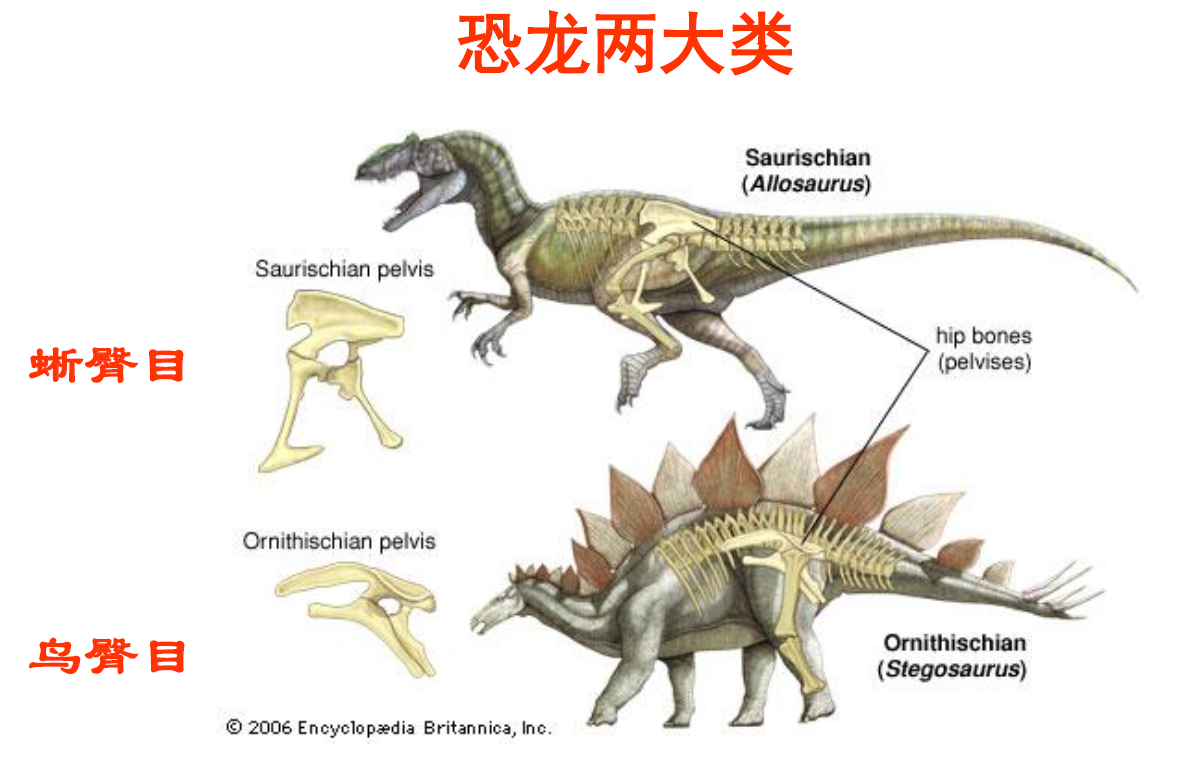 恐龙两大类
Saurischian
(Allosaurus)
Saurischian pelvis
hip bones
(pelvises)
蜥臀目
Ornithischian pelvis
鸟臀目
Ornithischian
(Stegosaurus)
© 2006 Encyclopædia Britannica, Inc.